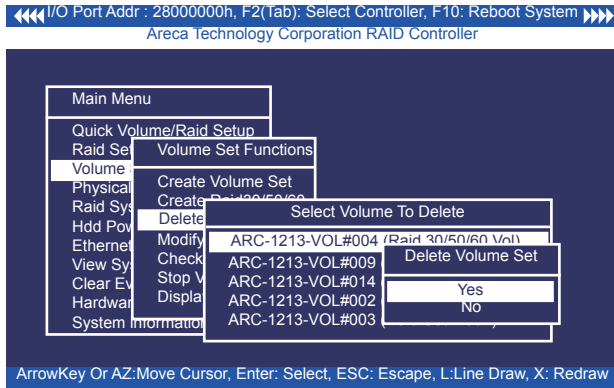 I/O Port Addr : 28000000h, F2(Tab): Select Controller, F10: Reboot System
Areca Technology Corporation RAID Controller
Main Menu
Quick Volume/Raid Setup
Raid Set
Volume
Physical
Raid Sys
Hdd Pow
Ethernet
View Sy
Clear Ev
Hardwar
System Information
Volume Set Functions
Create Volume Set
Create Raid30/50/60
Delete
Modify
Check
Stop V
Displa
Select Volume To Delete
ARC-1213-VOL#004 (Raid 30/50/60 Vol)
ARC-1213-VOL#009 (
ARC-1213-VOL#014 (
ARC-1213-VOL#002 (
ARC-1213-VOL#003 (
Delete Volume Set
Yes
No
ArrowKey Or AZ:Move Cursor, Enter: Select, ESC: Escape, L:Line Draw, X: Redraw